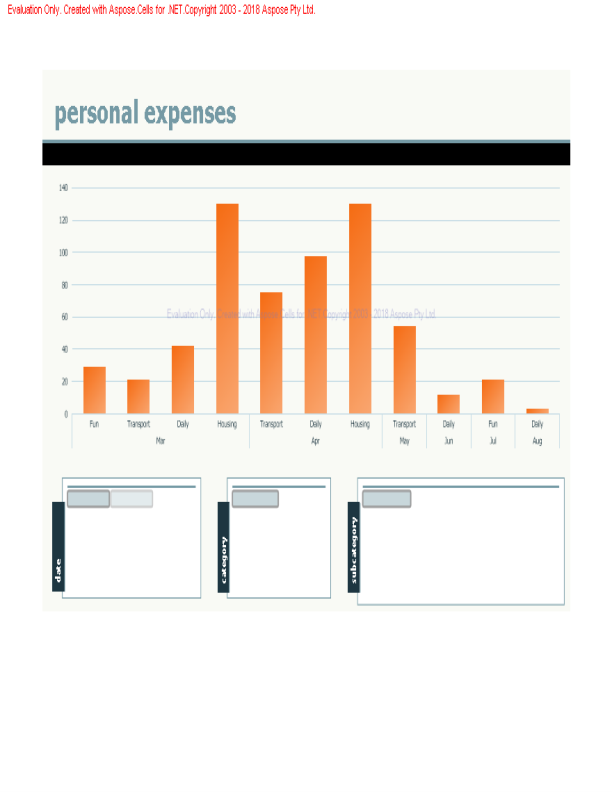 Evaluation Only. Created with Aspose.Cells for .NET.Copyright 2003 - 2018 Aspose Pty Ltd.
personal expenses
140
120
100
80
60
Evaluation Only. Created with Aspose.Cells for .NET.Copyright 2003 - 2018 Aspose Pty Ltd.
40
20
0
Fun Transport Daily Housing Transport Daily Housing Transport Daily Fun Daily
Mar Apr May Jun Jul Aug
date
category
subcategory